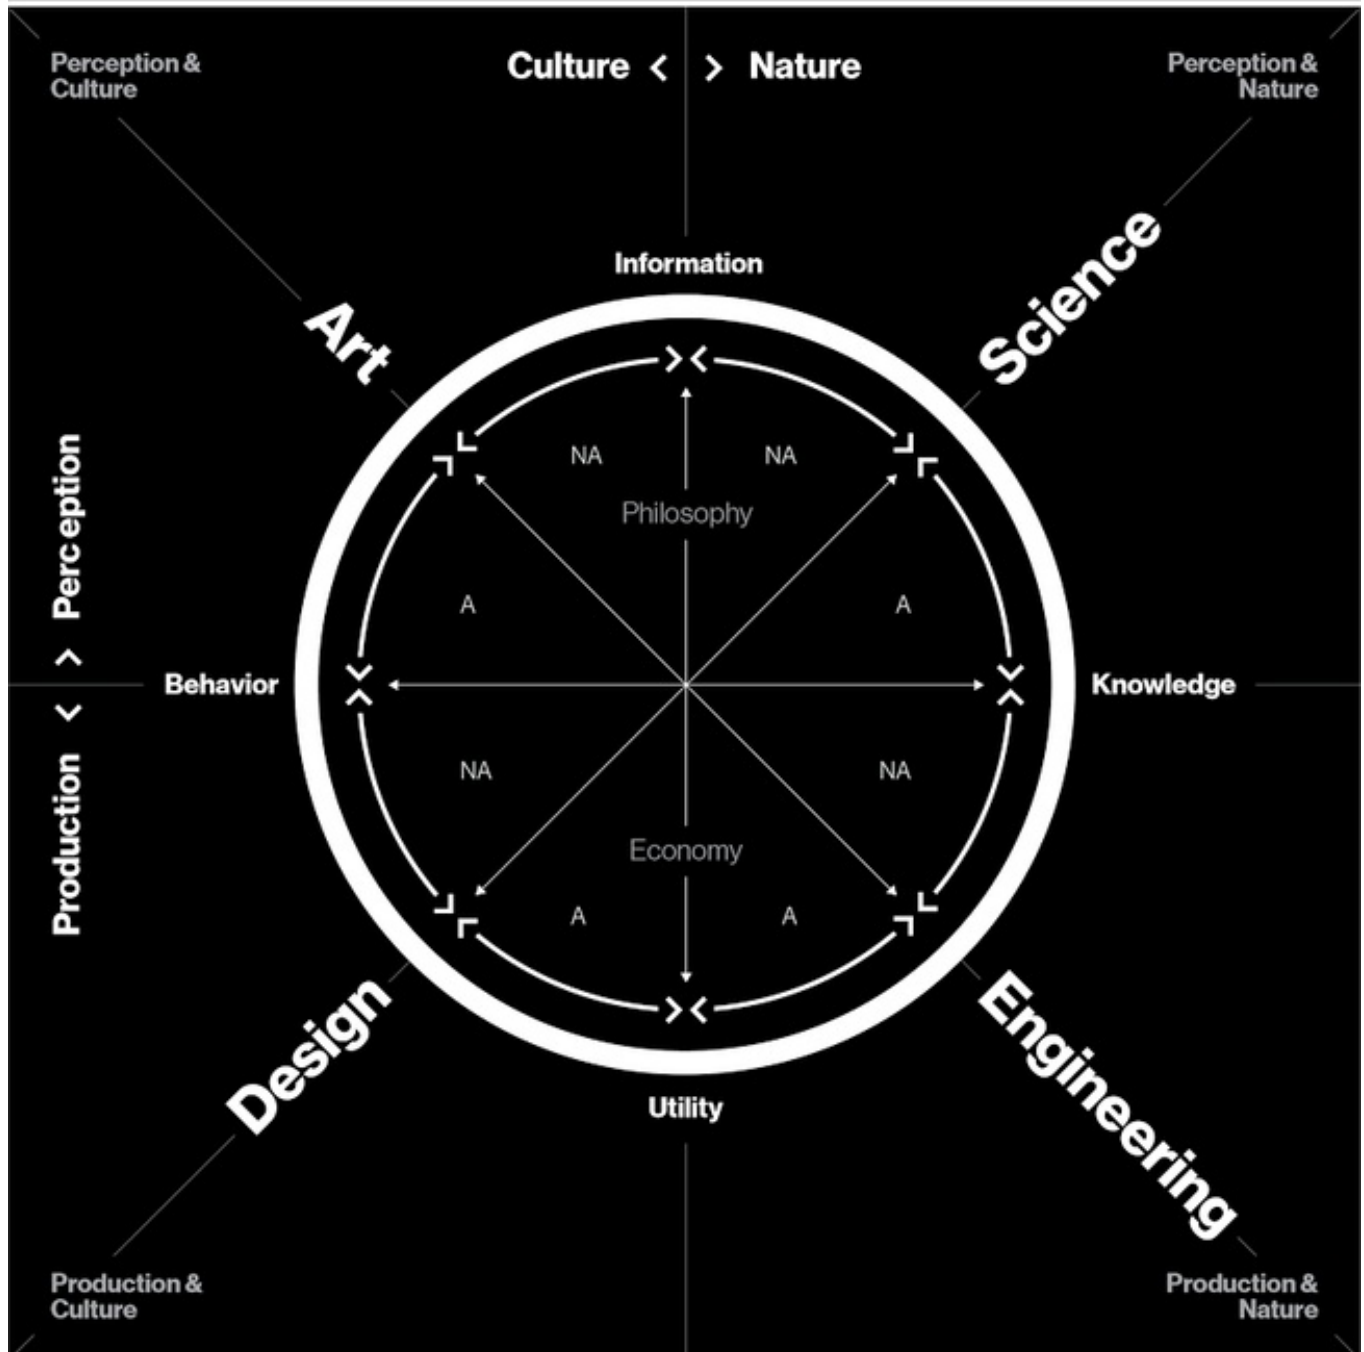 Perception &
Culture
Culture < > Nature
Perception &
Nature
Information
Art
Science
NA
NA
Philosophy
Perception
A
A
Behavior
Knowledge
Production
NA
NA
Economy
A
A
Design
Engineering
Utility
Production &
Culture
Production &
Nature